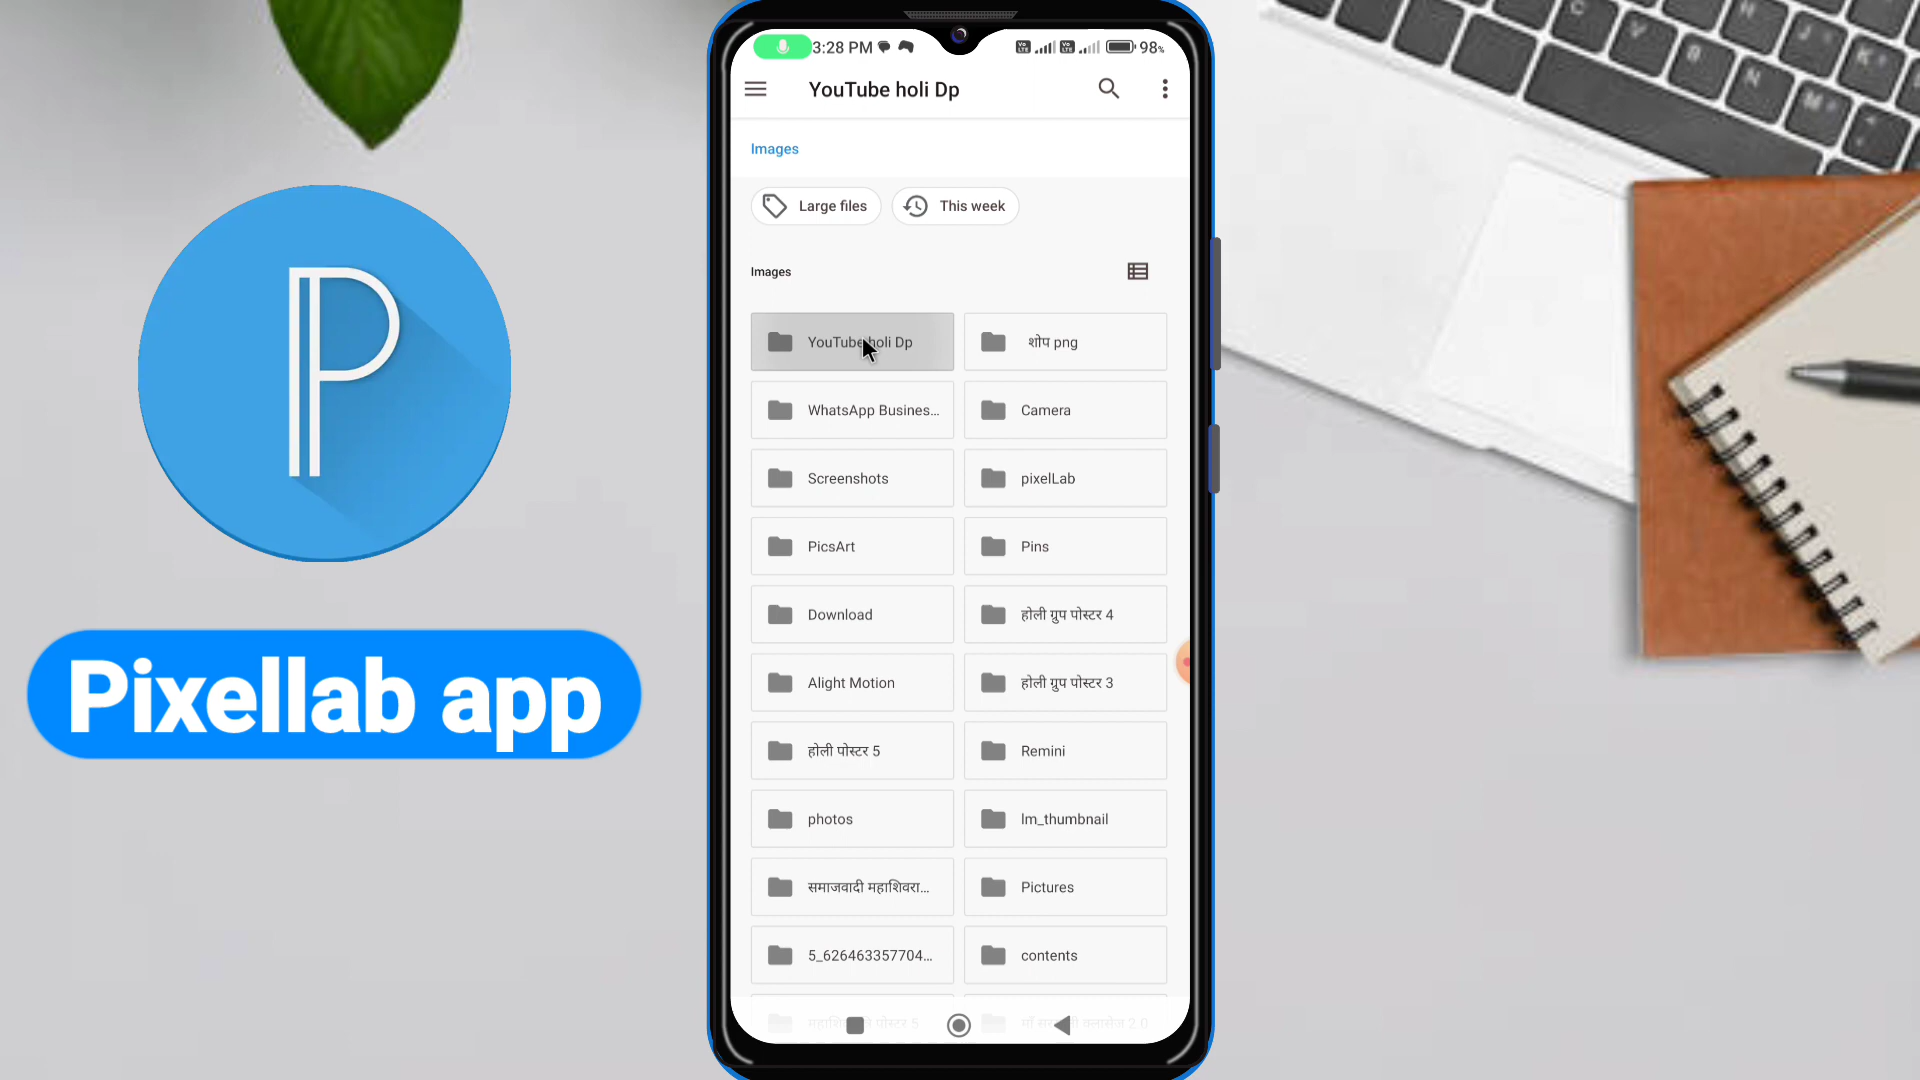 3:28 PM
98%
YouTube holi Dp
Images
Large files
This week
Images
YouTube holi Dp
शोप png
WhatsApp Busines...
Camera
Screenshots
pixelLab
PicsArt
Pins
Download
होली ग्रुप पोस्टर 4
Alight Motion
होली ग्रुप पोस्टर 3
होली पोस्टर 5
Remini
photos
lm_thumbnail
समाजवादी महाशिवरा...
Pictures
5_626463357704...
contents
पोस्टर 5
P
Pixellab app